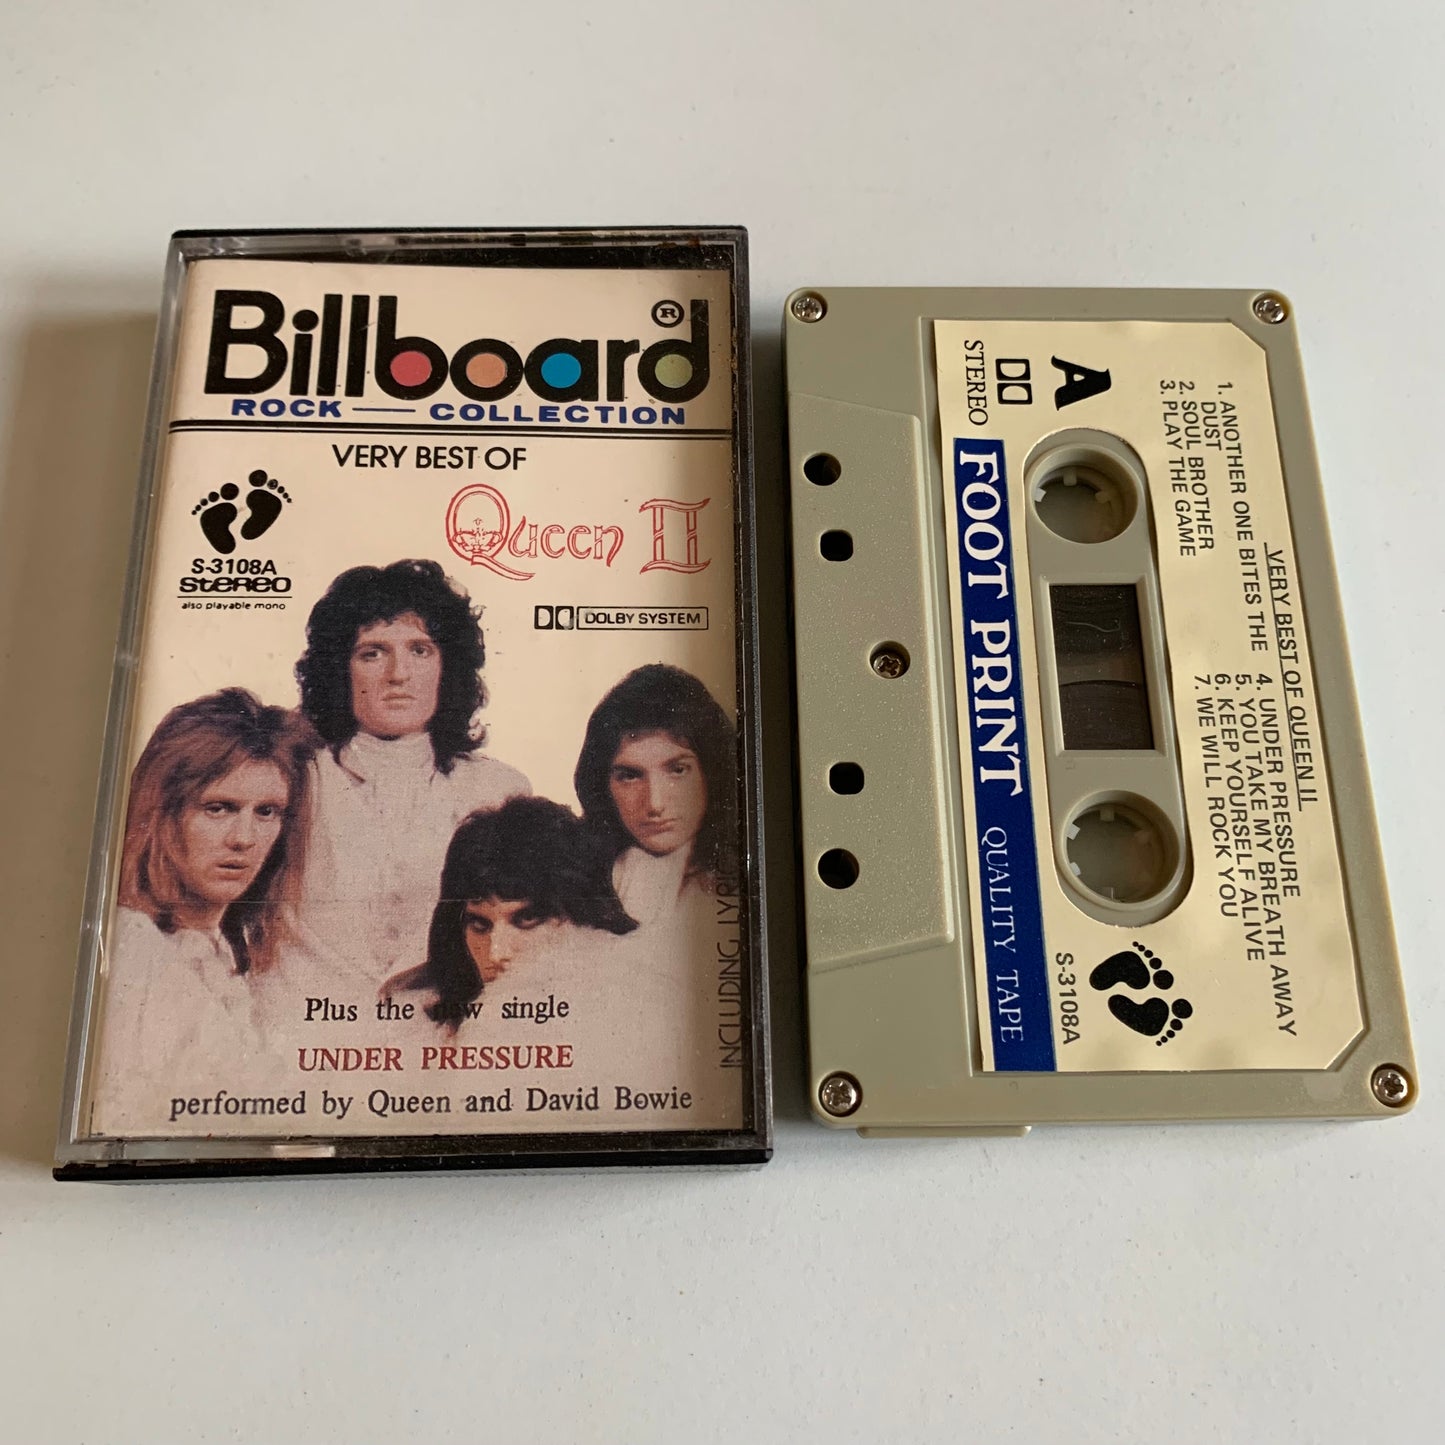 Billboard®
ROCK COLLECTION
VERY BEST OF
Queen II
S-3108A
stereo
also playable mono
DOLBY SYSTEM
INCLUDING
Plus the new single
UNDER PRESSURE
performed by Queen and David Bowie
VERY BEST OF QUEEN II
1. ANOTHER ONE BITES THE
DUST
2. SOUL BROTHER
3. PLAY THE GAME
4. UNDER PRESSURE
5. YOU TAKE MY BREATH AWAY
6. KEEP YOURSELF ALIVE
7. WE WILL ROCK YOU
A
STEREO
S-3108A
FOOT PRINT QUALITY TAPE